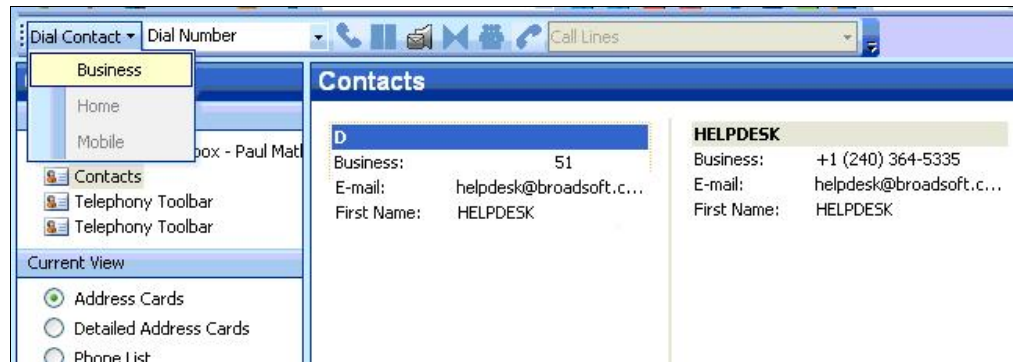 Dial Contact Dial Number Call Lines
Business
Home
Mobile
ox - Paul Mat
Contacts
Telephony Toolbar
Telephony Toolbar
Current View
Address Cards
Detailed Address Cards
Phone List
Contacts
D
Business: 51
E-mail: helpdesk@broadsoft.c...
First Name: HELPDESK
HELPDESK
Business: +1 (240) 364-5335
E-mail: helpdesk@broadsoft.c...
First Name: HELPDESK